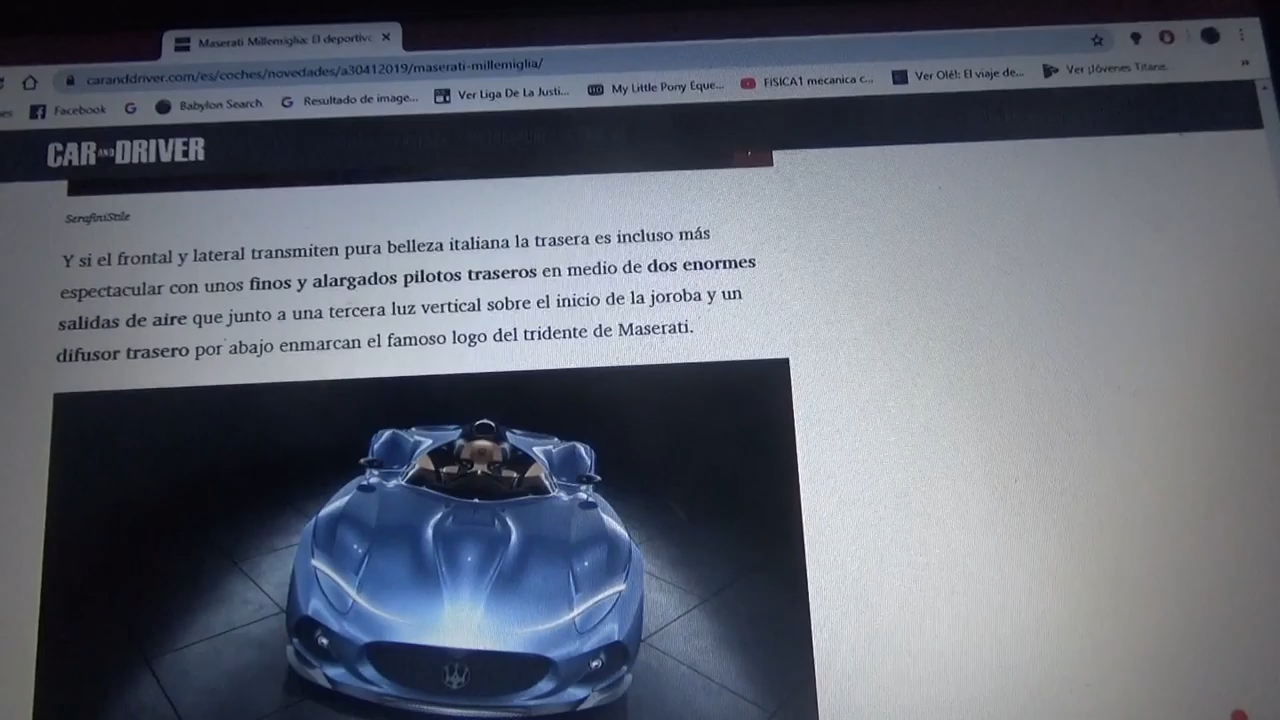 Maserati Millemiglia: El deportivo
caranddriver.com/es/coches/novedades/a30412019/maserati-millemiglia/
Facebook
Babylon Search
Resultado de image...
Ver Liga De La Justi...
My Little Pony Eque...
FISICA1 mecanica c...
Ver Olé!: El viaje de...
Ver Jóvenes Titane...
CAR AND DRIVER
SerafiniStile
Y si el frontal y lateral transmiten pura belleza italiana la trasera es incluso más
espectacular con unos finos y alargados pilotos traseros en medio de dos enormes
salidas de aire que junto a una tercera luz vertical sobre el inicio de la joroba y un
difusor trasero por abajo enmarcan el famoso logo del tridente de Maserati.